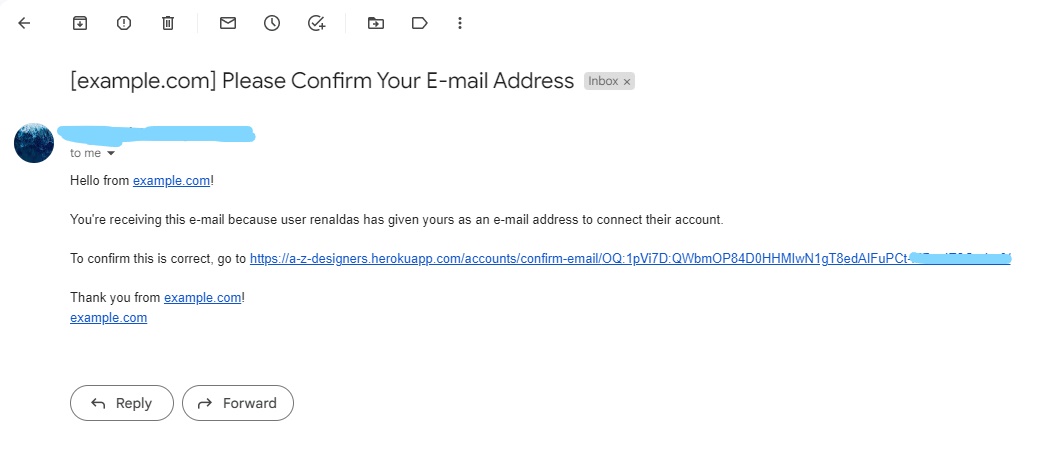 [example.com] Please Confirm Your E-mail Address Inbox ×
to me
Hello from example.com!
You're receiving this e-mail because user renaldas has given yours as an e-mail address to connect their account.
To confirm this is correct, go to https://a-z-designers.herokuapp.com/accounts/confirm-email/OQ:1pVi7D:QWbmOP84D0HHMIwN1gT8edAIFuPCt-
Thank you from example.com!
example.com
Reply Forward